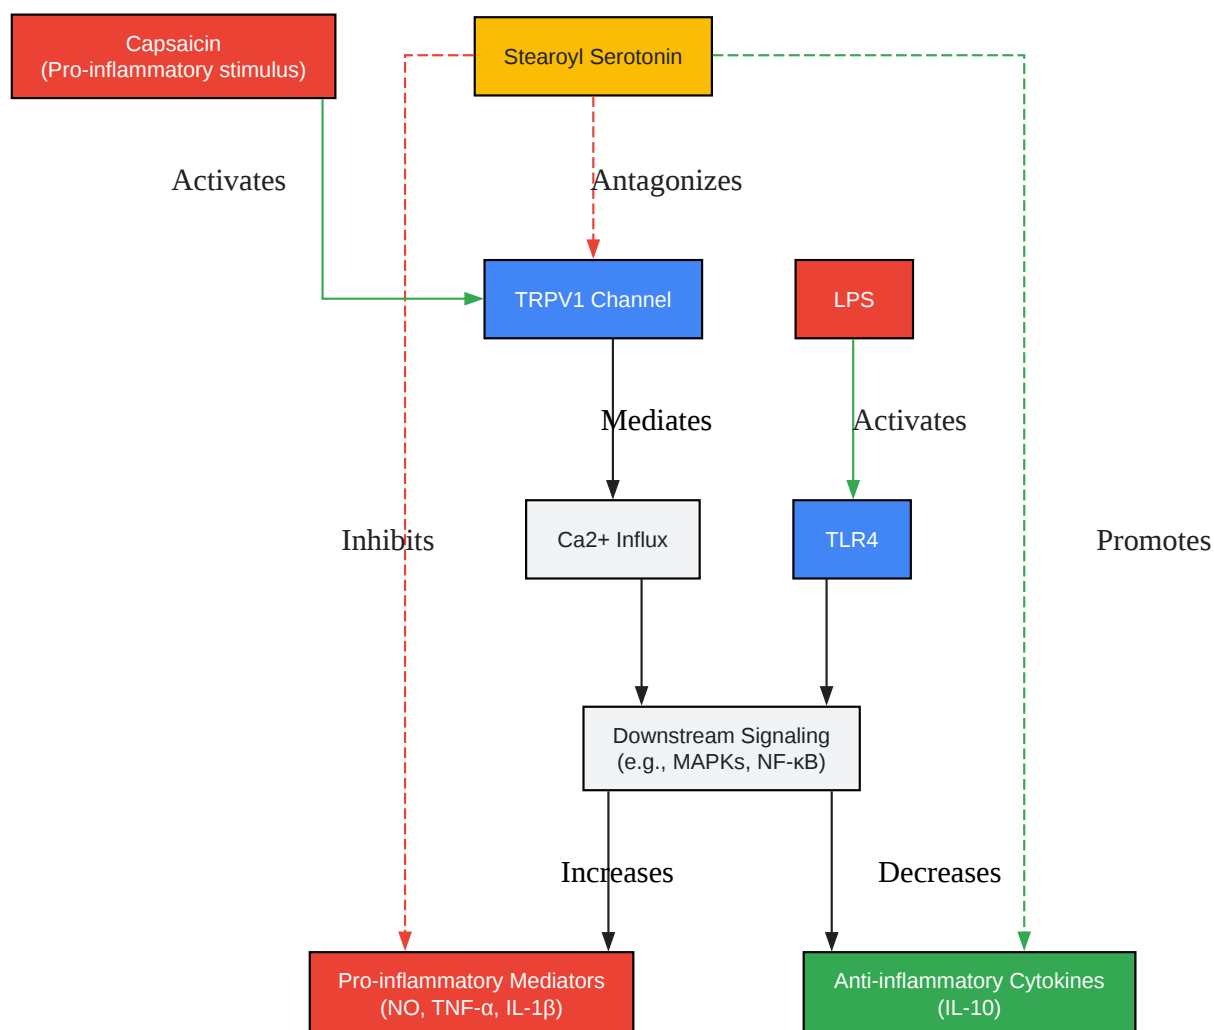 Capsaicin
(Pro-inflammatory stimulus)
Stearoyl Serotonin
Activates
Antagonizes
TRPV1 Channel
LPS
Mediates
Activates
Inhibits
Ca2+ Influx
TLR4
Promotes
Downstream Signaling
(e.g., MAPKs, NF-κB)
Increases
Decreases
Pro-inflammatory Mediators
(NO, TNF-α, IL-1β)
Anti-inflammatory Cytokines
(IL-10)